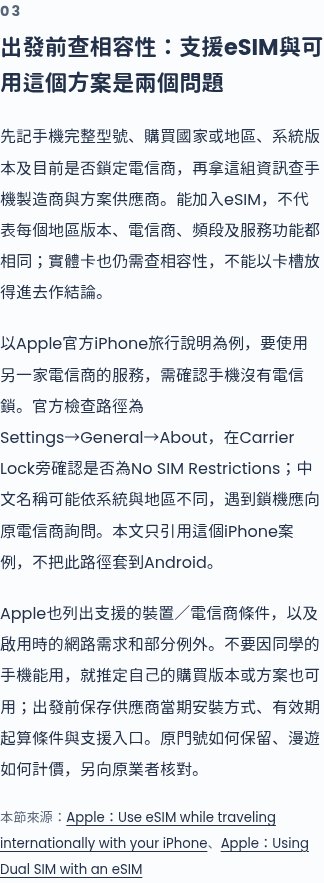 03
出發前查相容性：支援eSIM與可
用這個方案是兩個問題
先記手機完整型號、購買國家或地區、系統版
本及目前是否鎖定電信商，再拿這組資訊查手
機製造商與方案供應商。能加入eSIM，不代
表每個地區版本、電信商、頻段及服務功能都
相同；實體卡也仍需查相容性，不能以卡槽放
得進去作結論。
以Apple官方iPhone旅行說明為例，要使用
另一家電信商的服務，需確認手機沒有電信
鎖。官方檢查路徑為
Settings→General→About，在Carrier
Lock旁確認是否為No SIM Restrictions；中
文名稱可能依系統與地區不同，遇到鎖機應向
原電信商詢問。本文只引用這個iPhone案
例，不把此路徑套到Android。
Apple也列出支援的裝置／電信商條件，以及
啟用時的網路需求和部分例外。不要因同學的
手機能用，就推定自己的購買版本或方案也可
用；出發前保存供應商當期安裝方式、有效期
起算條件與支援入口。原門號如何保留、漫遊
如何計價，另向原業者核對。
本節來源：Apple：Use eSIM while traveling
internationally with your iPhone、Apple：Using
Dual SIM with an eSIM